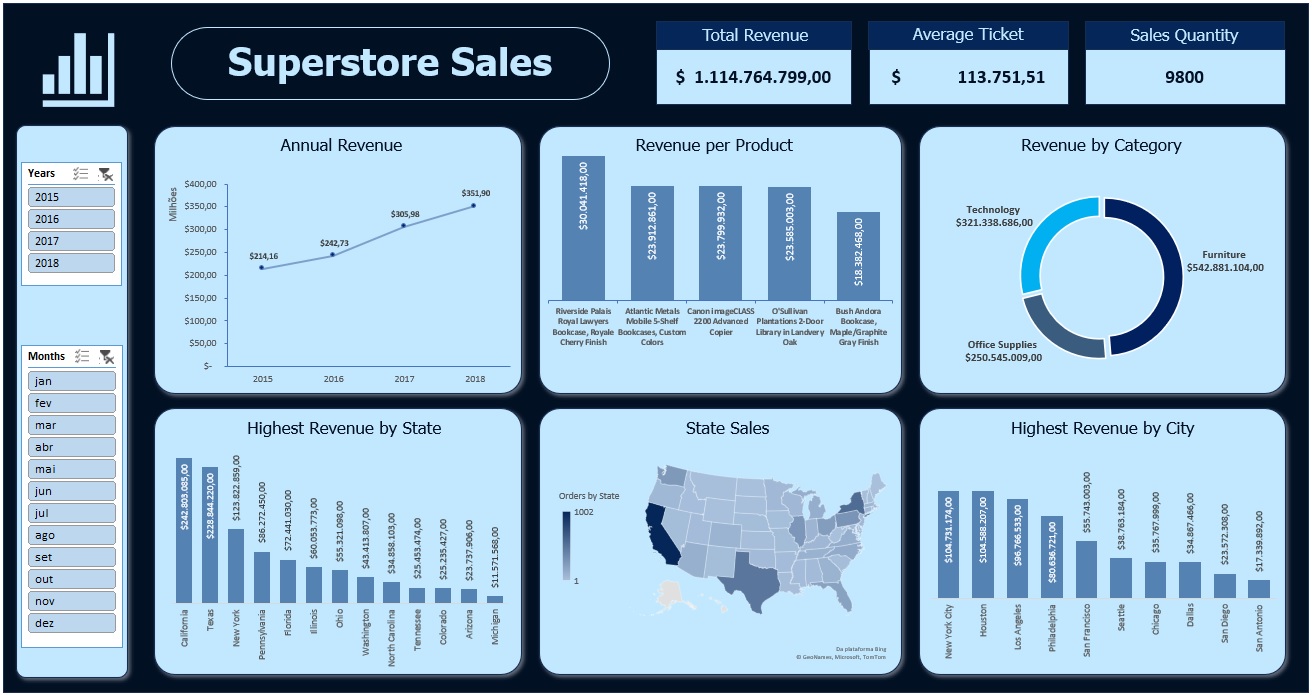 Superstore Sales
Total Revenue
$ 1.114.764.799,00
Average Ticket
$ 113.751,51
Sales Quantity
9800
Years
2015
2016
2017
2018
Months
jan
fev
mar
abr
mai
jun
jul
ago
set
out
nov
dez
Annual Revenue
Milhões
$400,00
$350,00
$300,00
$250,00
$200,00
$150,00
$100,00
$50,00
$-
$214,16
$242,73
$305,98
$351,90
2015
2016
2017
2018
Revenue per Product
$30.041.418,00
$23.912.861,00
$23.799.932,00
$23.585.003,00
$18.382.468,00
Riverside Palais
Royal Lawyers
Bookcase, Royale
Cherry Finish
Atlantic Metals
Mobile 5-Shelf
Bookcases, Custom
Colors
Canon imageCLASS
2200 Advanced
Copier
O'Sullivan
Plantations 2-Door
Library in Landvery
Oak
Bush Andora
Bookcase,
Maple/Graphite
Gray Finish
Revenue by Category
Technology
$321.338.686,00
Furniture
$542.881.104,00
Office Supplies
$250.545.009,00
Highest Revenue by State
$242.803.085,00
$228.844.220,00
$123.822.859,00
$86.272.450,00
$72.441.030,00
$60.053.773,00
$55.321.098,00
$43.413.807,00
$34.858.103,00
$25.453.474,00
$25.235.427,00
$23.737.906,00
$11.571.568,00
California
Texas
New York
Pennsylvania
Florida
Illinois
Ohio
Washington
North Carolina
Tennessee
Colorado
Arizona
Michigan
State Sales
Orders by State
1002
1
Da plataforma Bing
© GeoNames, Microsoft, TomTom
Highest Revenue by City
$104.731.174,00
$104.588.207,00
$96.766.533,00
$80.636.721,00
$55.743.003,00
$38.763.184,00
$35.767.999,00
$34.867.466,00
$23.572.308,00
$17.339.892,00
New York City
Houston
Los Angeles
Philadelphia
San Francisco
Seattle
Chicago
Dallas
San Diego
San Antonio